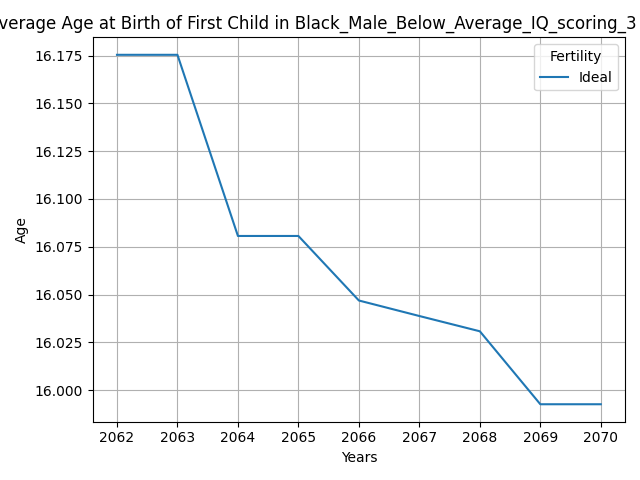 verage Age at Birth of First Child in Black_Male_Below_Average_IQ_scoring_3
16.175
16.150
16.125
16.100
16.075
16.050
16.025
16.000
Age
Fertility
Ideal
2062 2063 2064 2065 2066 2067 2068 2069 2070
Years